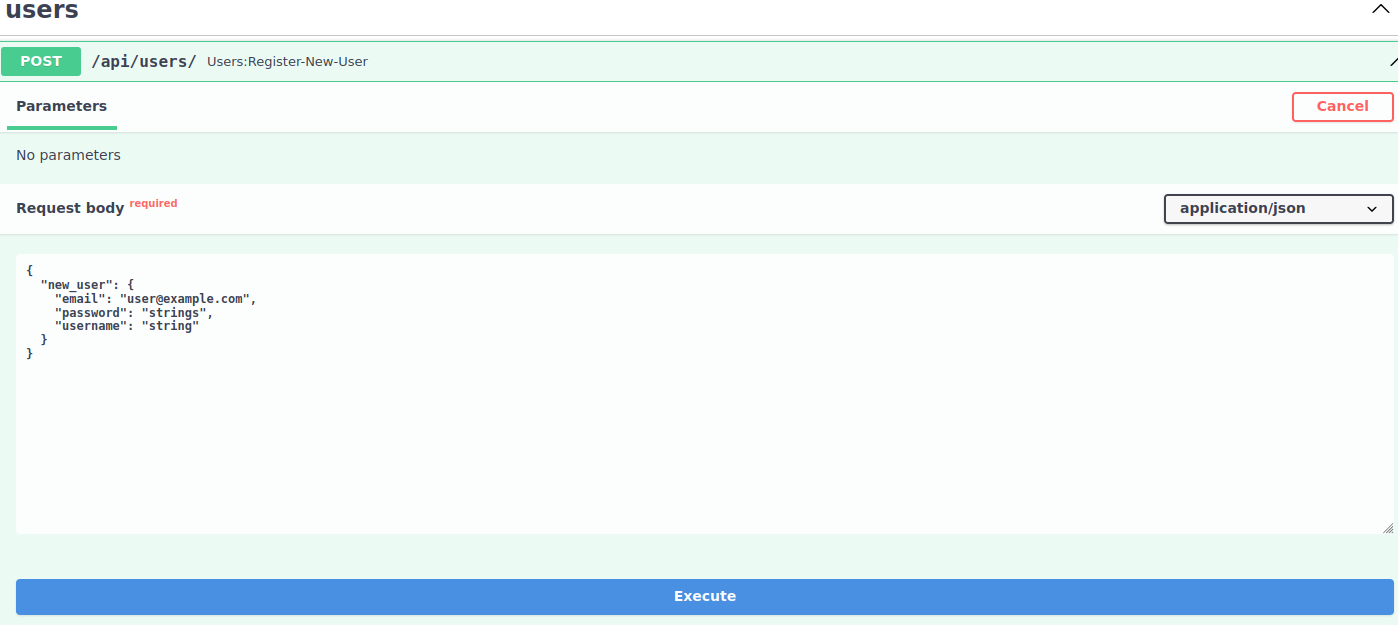 users
POST /api/users/ Users:Register-New-User
Parameters Cancel
No parameters
Request body required application/json
{
  "new_user": {
    "email": "user@example.com",
    "password": "strings",
    "username": "string"
  }
}
Execute